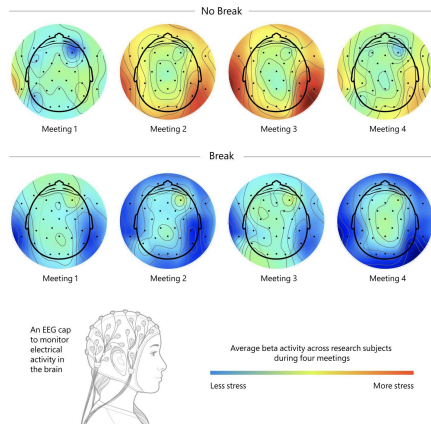 No Break
Meeting 1
Meeting 2
Meeting 3
Meeting 4
Break
Meeting 1
Meeting 2
Meeting 3
Meeting 4
An EEG cap
to monitor
electrical
activity in
the brain
Average beta activity across research subjects
during four meetings
Less stress
More stress